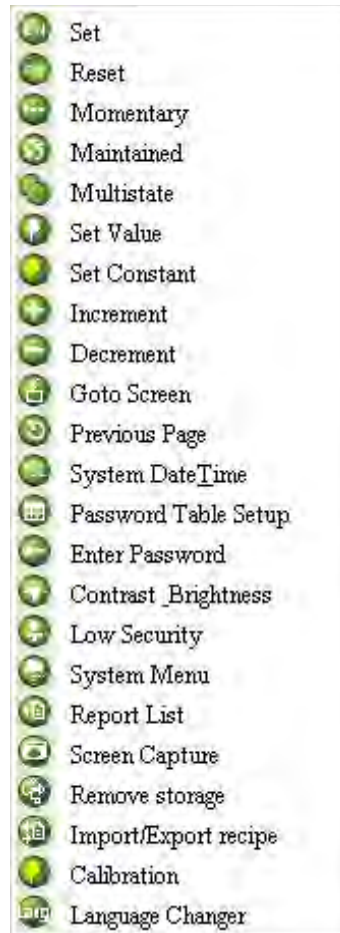 Set
Reset
Momentary
Maintained
Multistate
Set Value
Set Constant
Increment
Decrement
Goto Screen
Previous Page
System DateTime
Password Table Setup
Enter Password
Contrast _Brightness
Low Security
System Menu
Report List
Screen Capture
Remove storage
Import/Export recipe
Calibration
Language Changer